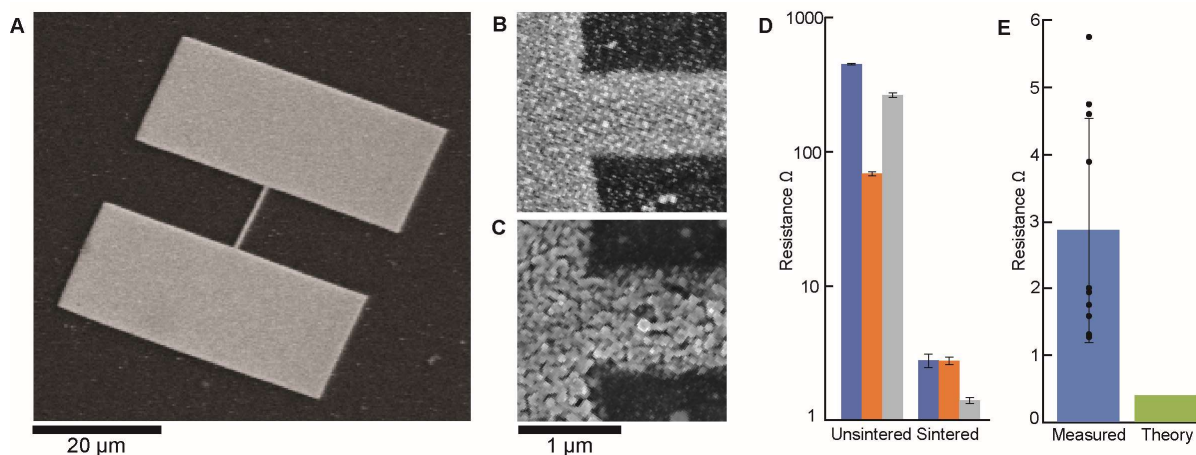 A
20 µm
B
C
1 µm
D
Resistance Ω
1000
100
10
1
Unsintered Sintered
E
Resistance Ω
6
5
4
3
2
1
0
Measured Theory